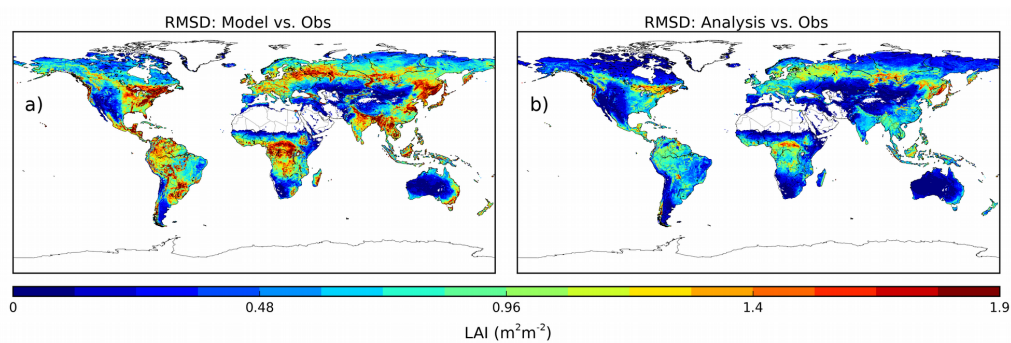 RMSD: Model vs. Obs
RMSD: Analysis vs. Obs
a)
b)
0
0.48
0.96
1.4
1.9
LAI (m²m⁻²)